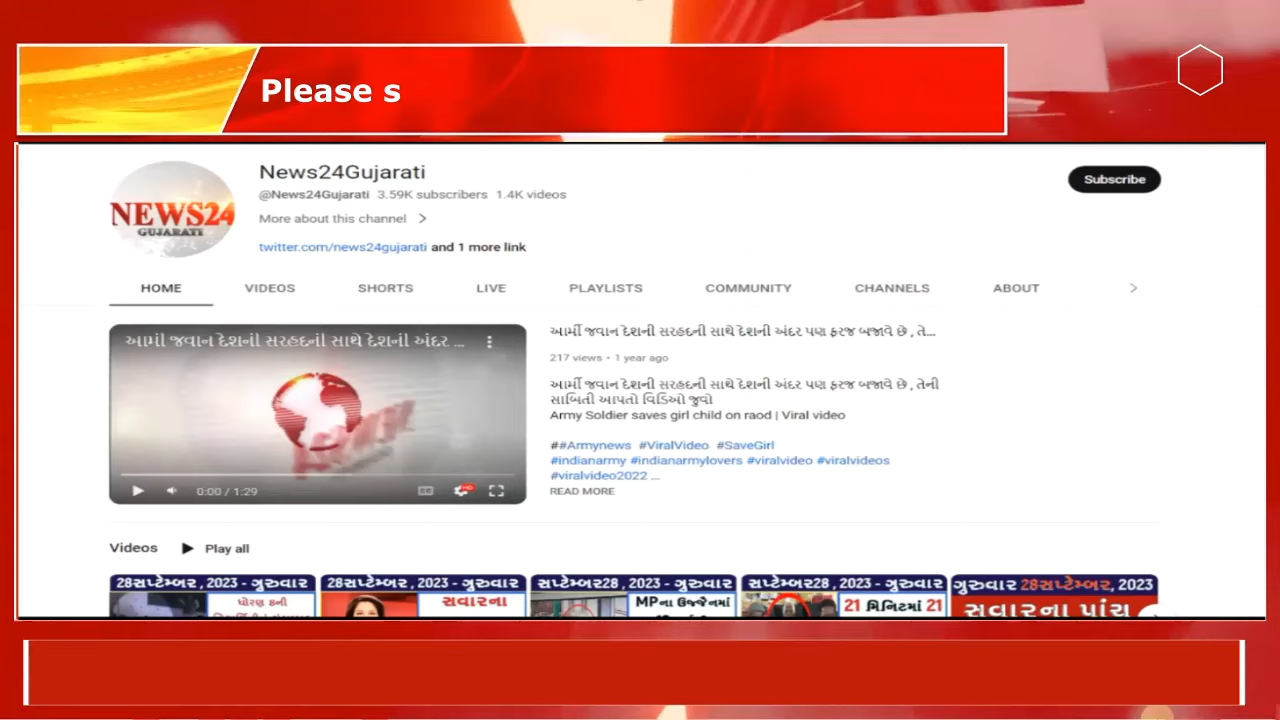 Please s
News24Gujarati
@News24Gujarati 3.59K subscribers 1.4K videos
More about this channel
twitter.com/news24gujarati and 1 more link
Subscribe
NEWS24
GUJARATI
HOME VIDEOS SHORTS LIVE PLAYLISTS COMMUNITY CHANNELS ABOUT
આર્મી જવાન દેશની સરહદની સાથે દેશની અંદર ...
0:00 / 1:29
HD
આર્મી જવાન દેશની સરહદની સાથે દેશની અંદર પણ ફરજ બજાવે છે , તે...
217 views • 1 year ago
આર્મી જવાન દેશની સરહદની સાથે દેશની અંદર પણ ફરજ બજાવે છે , તેની
સાબિતી આપતો વિડિઓ જુવો
Army Soldier saves girl child on raod | Viral video
##Armynews #ViralVideo #SaveGirl
#indianarmy #indianarmylovers #viralvideo #viralvideos
#viralvideo2022 ...
READ MORE
Videos Play all
28સપ્ટેમ્બર , 2023 - ગુરુવાર
ધોરણ 8ની
28સપ્ટેમ્બર , 2023 - ગુરુવાર
સવારના
સપ્ટેમ્બર28 , 2023 - ગુરુવાર
MPના ઉજ્જૈનમાં
સપ્ટેમ્બર28 , 2023 - ગુરુવાર
21 મિનિટમાં 21
ગુરુવાર 28સપ્ટેમ્બર, 2023
સવારના પાંચ